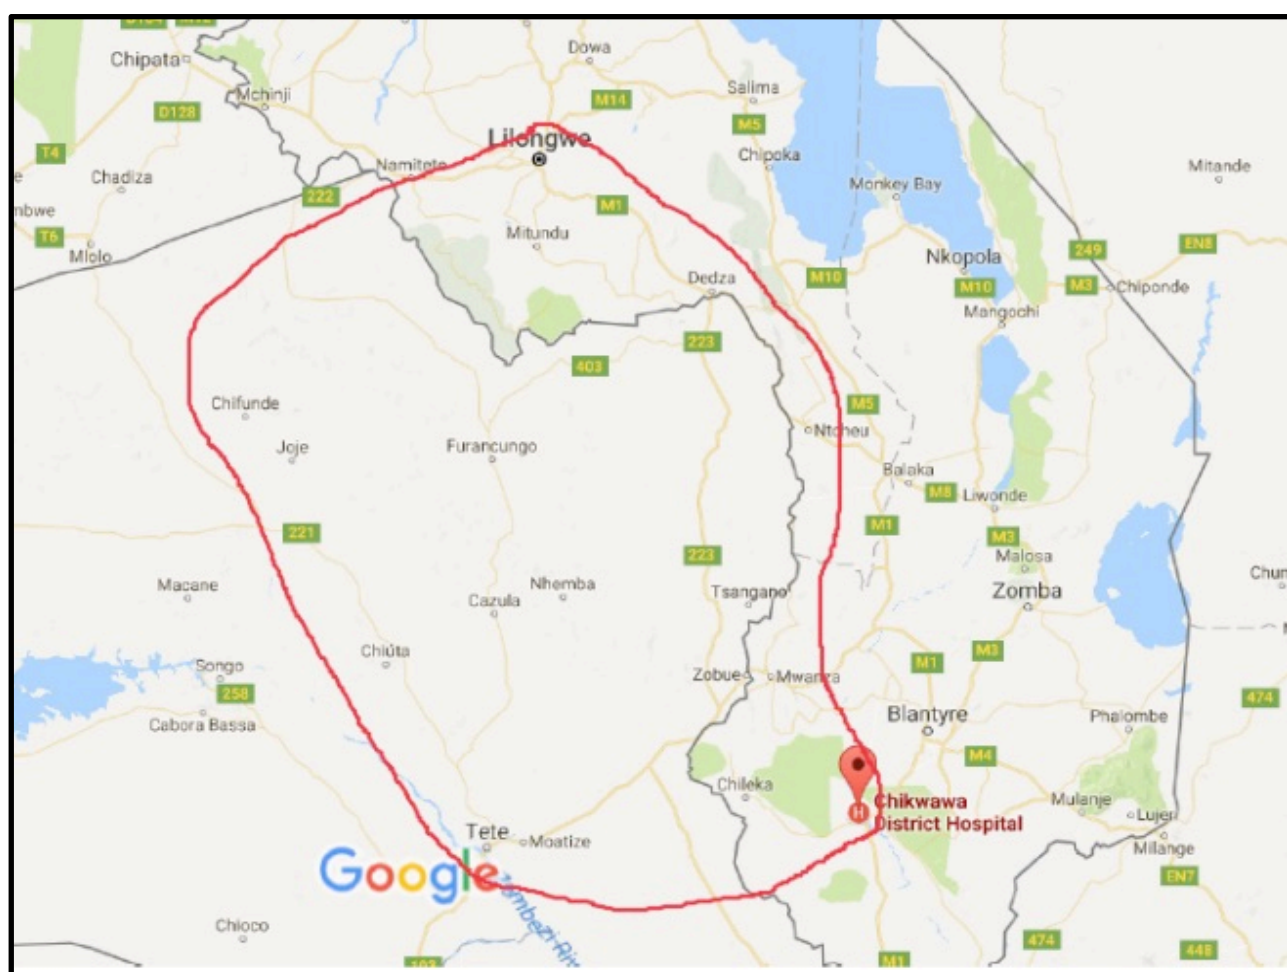 Dowa
Chipata
Salima
Mchinji
M14
D128
M5
Lilongwe
T4
Chipoka
Namitete
Mitande
Chadiza
Monkey Bay
222
M1
T6
Mitundu
249
EN8
Mlolo
Nkopola
Dedza
M10
M10
M3
Chiponde
Mangochi
223
403
Chifunde
M5
Ntcheu
Joje
Furancungo
Balaka
M8
Liwonde
221
M1
M3
223
Malosa
Macane
Nhemba
Tsangano
Zomba
Cazula
Chiúta
M3
Songo
Zobue
Mwanza
M1
258
474
Cabora Bassa
Blantyre
Phalombe
M4
Chileka
Chikwawa
District Hospital
H
Mulanje
Tete
Moatize
Milange
Google
EN7
Chioco
474
448
M1